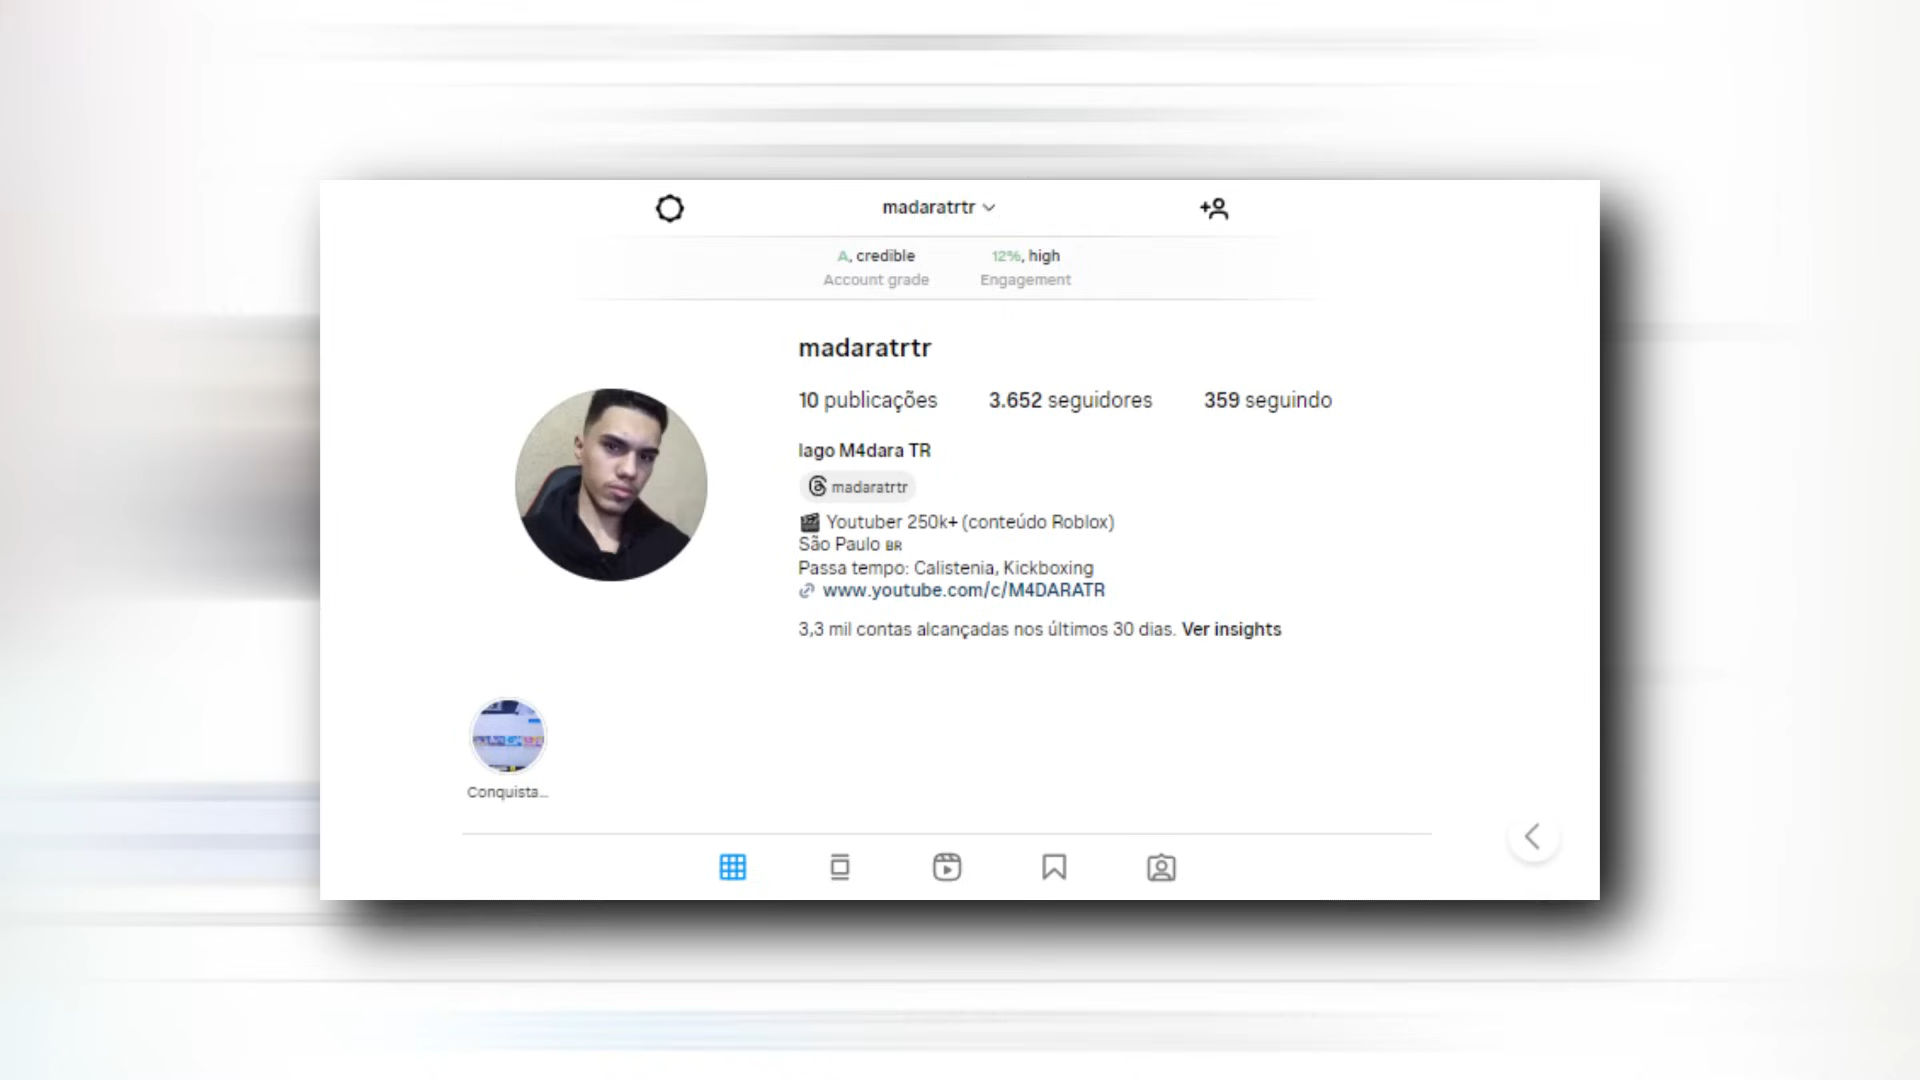 madaratrtr
A, credible 12%, high
Account grade Engagement
madaratrtr
10 publicações 3.652 seguidores 359 seguindo
Iago M4dara TR
madaratrtr
🎬 Youtuber 250k+ (conteúdo Roblox)
São Paulo BR
Passa tempo: Calistenia, Kickboxing
www.youtube.com/c/M4DARATR
3,3 mil contas alcançadas nos últimos 30 dias. Ver insights
Conquista...